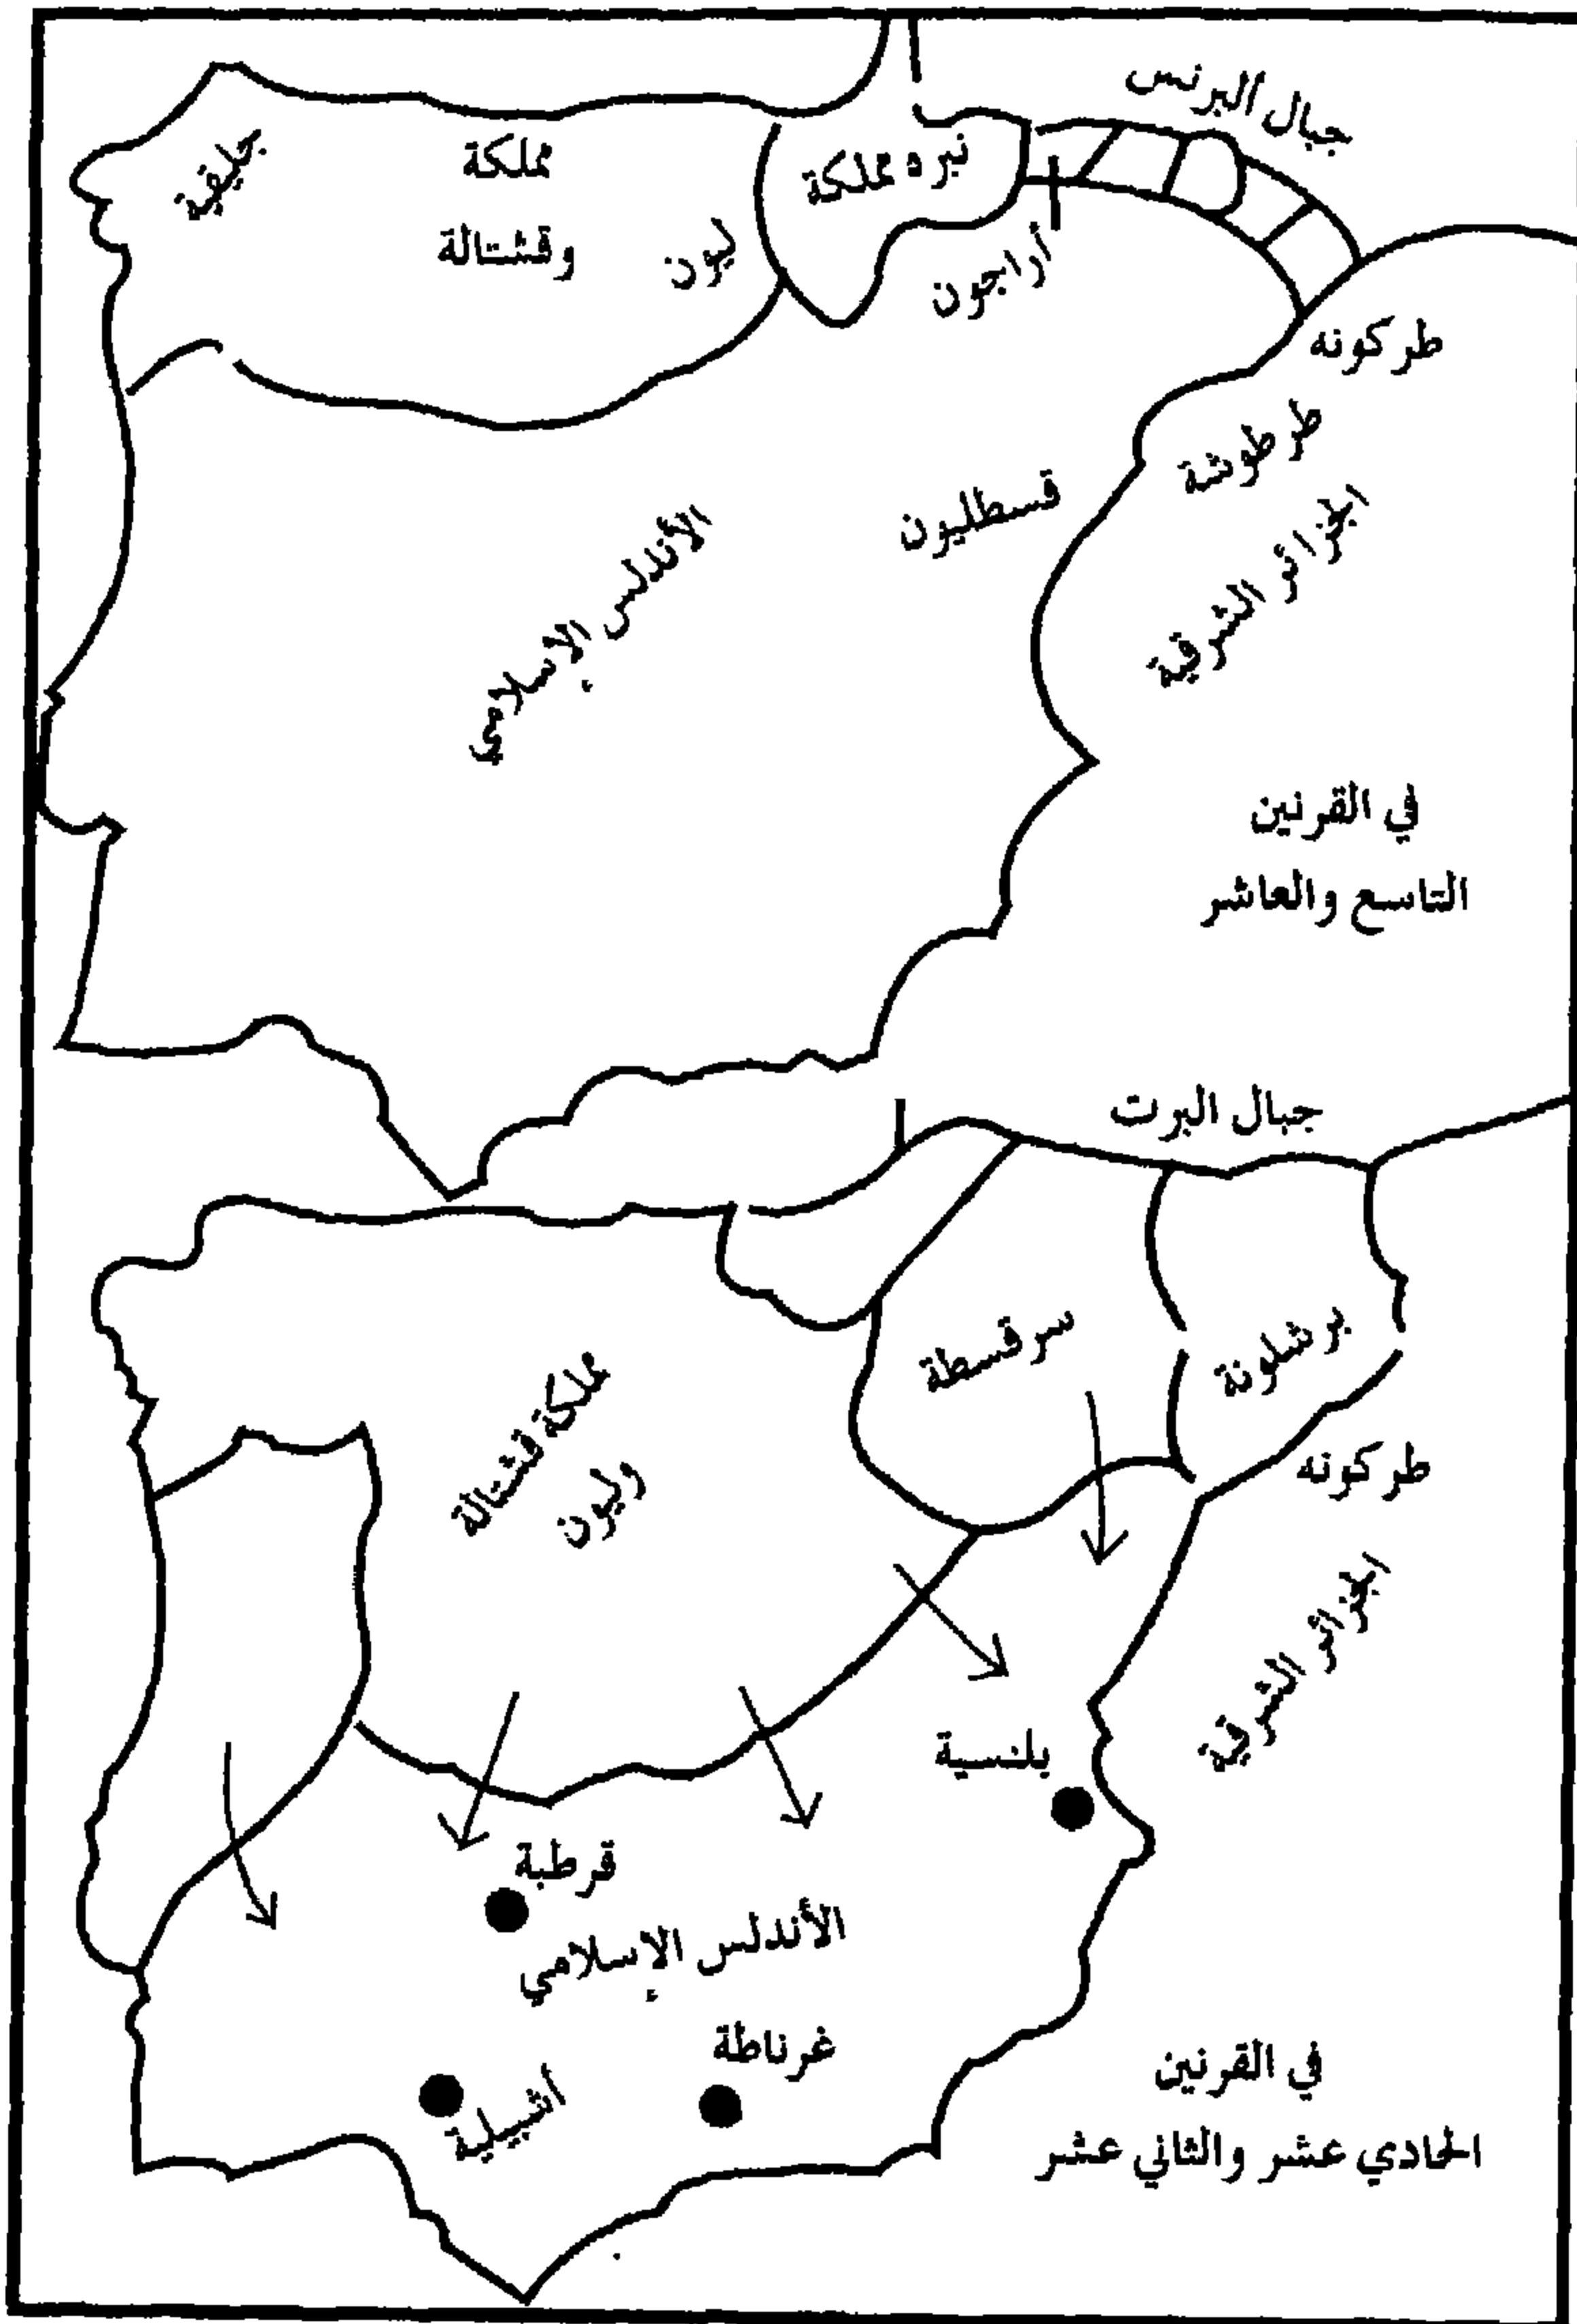 جبال البرنس
جليقية
مملكة
وقشتالة
ليون
نبره مملكة
أراجون
طركونه
طرطوشة
قسطليون
الجزائر الشرقية
الأندلس الإسلامي
في القرنين
التاسع والعاشر
جبال البرت
سرقسطة
برشلونة
مملكة قشتالة
وليون
طركونه
الجزائر الشرقية
بلنسية
قرطبة
الأندلس الإسلامي
غرناطة
أشبيلية
في القرنين
الحادي عشر والثاني عشر